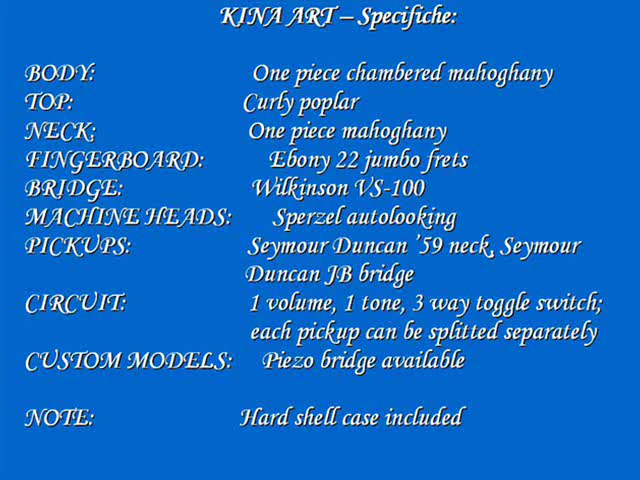 KINA ART – Specifiche:
BODY: One piece chambered mahoghany
TOP: Curly poplar
NECK: One piece mahoghany
FINGERBOARD: Ebony 22 jumbo frets
BRIDGE: Wilkinson VS-100
MACHINE HEADS: Sperzel autolooking
PICKUPS: Seymour Duncan '59 neck, Seymour
Duncan JB bridge
CIRCUIT: 1 volume, 1 tone, 3 way toggle switch;
each pickup can be splitted separately
CUSTOM MODELS: Piezo bridge available
NOTE: Hard shell case included